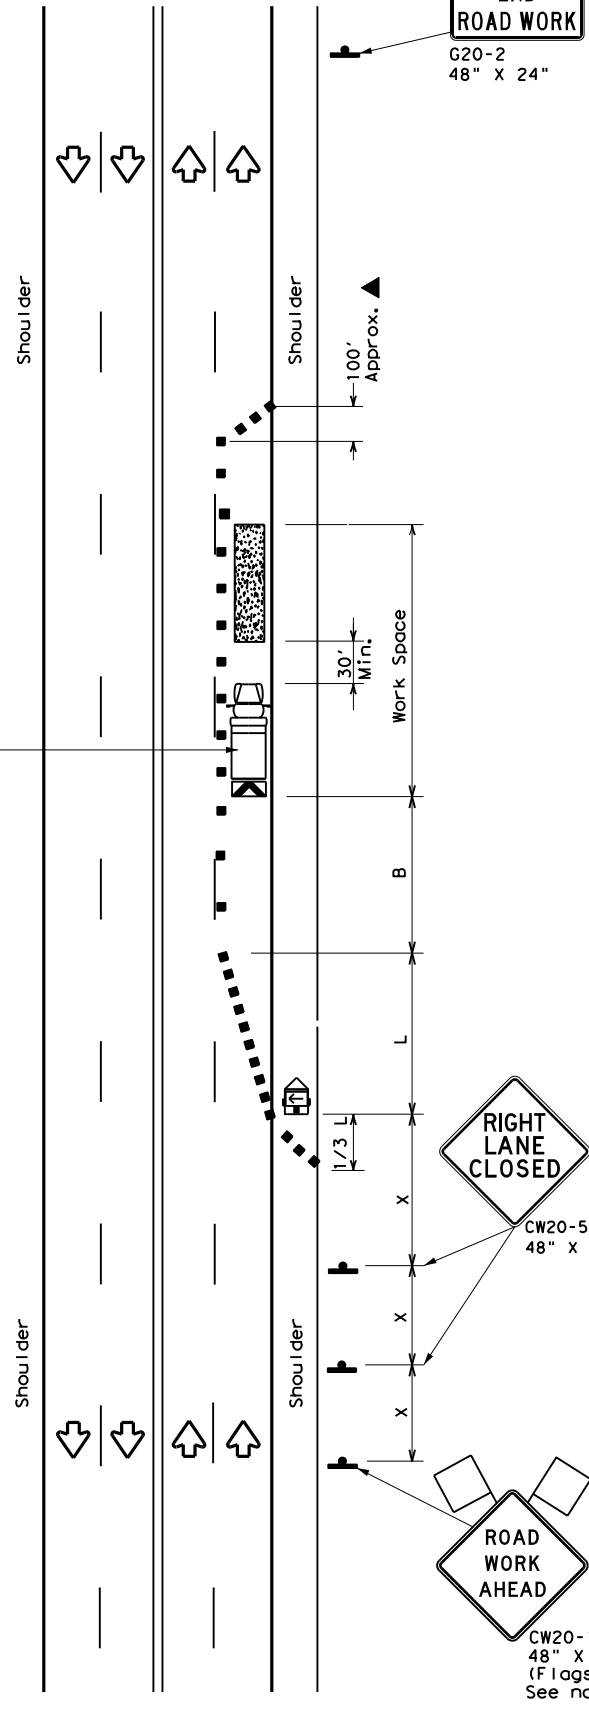 ROAD WORK
G20-2
48" X 24"
Shoulder
Shoulder
100'
Approx.
30'
Min.
Work Space
B
L
1/3 L
X
RIGHT
LANE
CLOSED
CW20-5
48" X
X
Shoulder
Shoulder
X
ROAD
WORK
AHEAD
CW20-
48" X
(Flags
See no